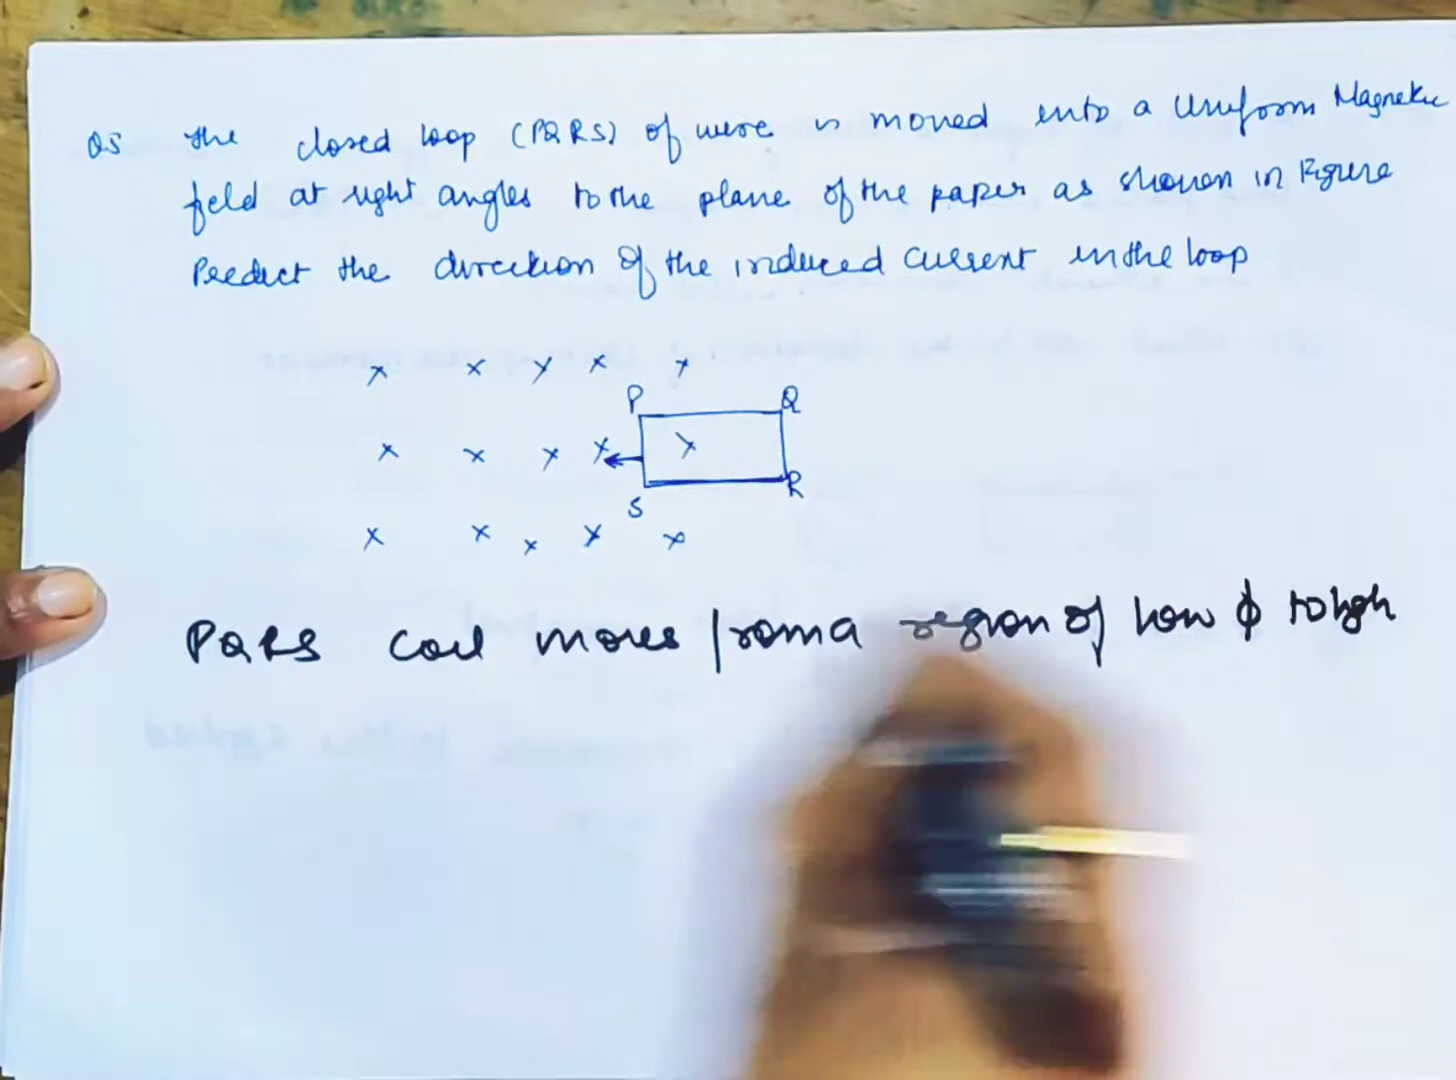 Q5 The closed loop (PQRS) of wire is moved into a uniform Magnetic
field at right angles to the plane of the paper as shown in Figure
Predict the direction of the induced current in the loop
x x x x x
P Q
x x x x x
S R
x x x x x
PQRS coil moves from a region of low ϕ to high